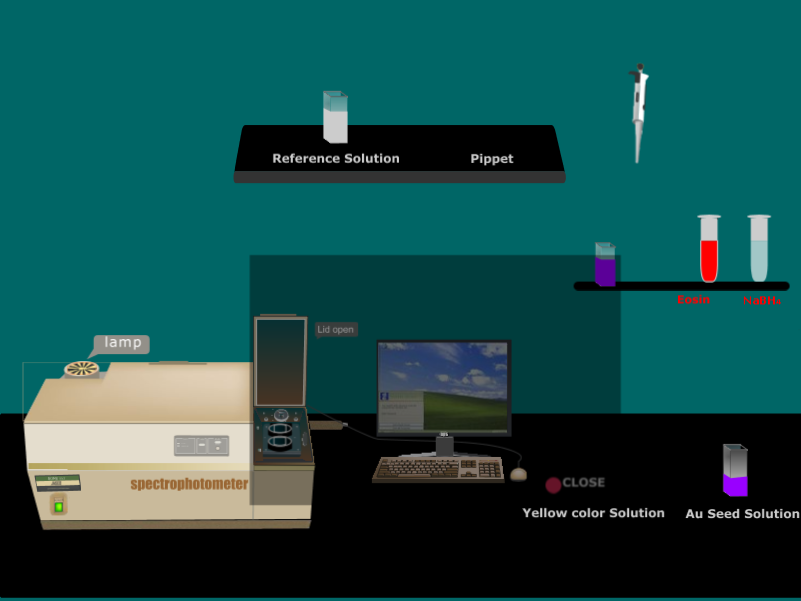 Reference Solution
Pippet
Eosin
NaBH₄
Lid open
lamp
spectrophotometer
CLOSE
Yellow color Solution
Au Seed Solution